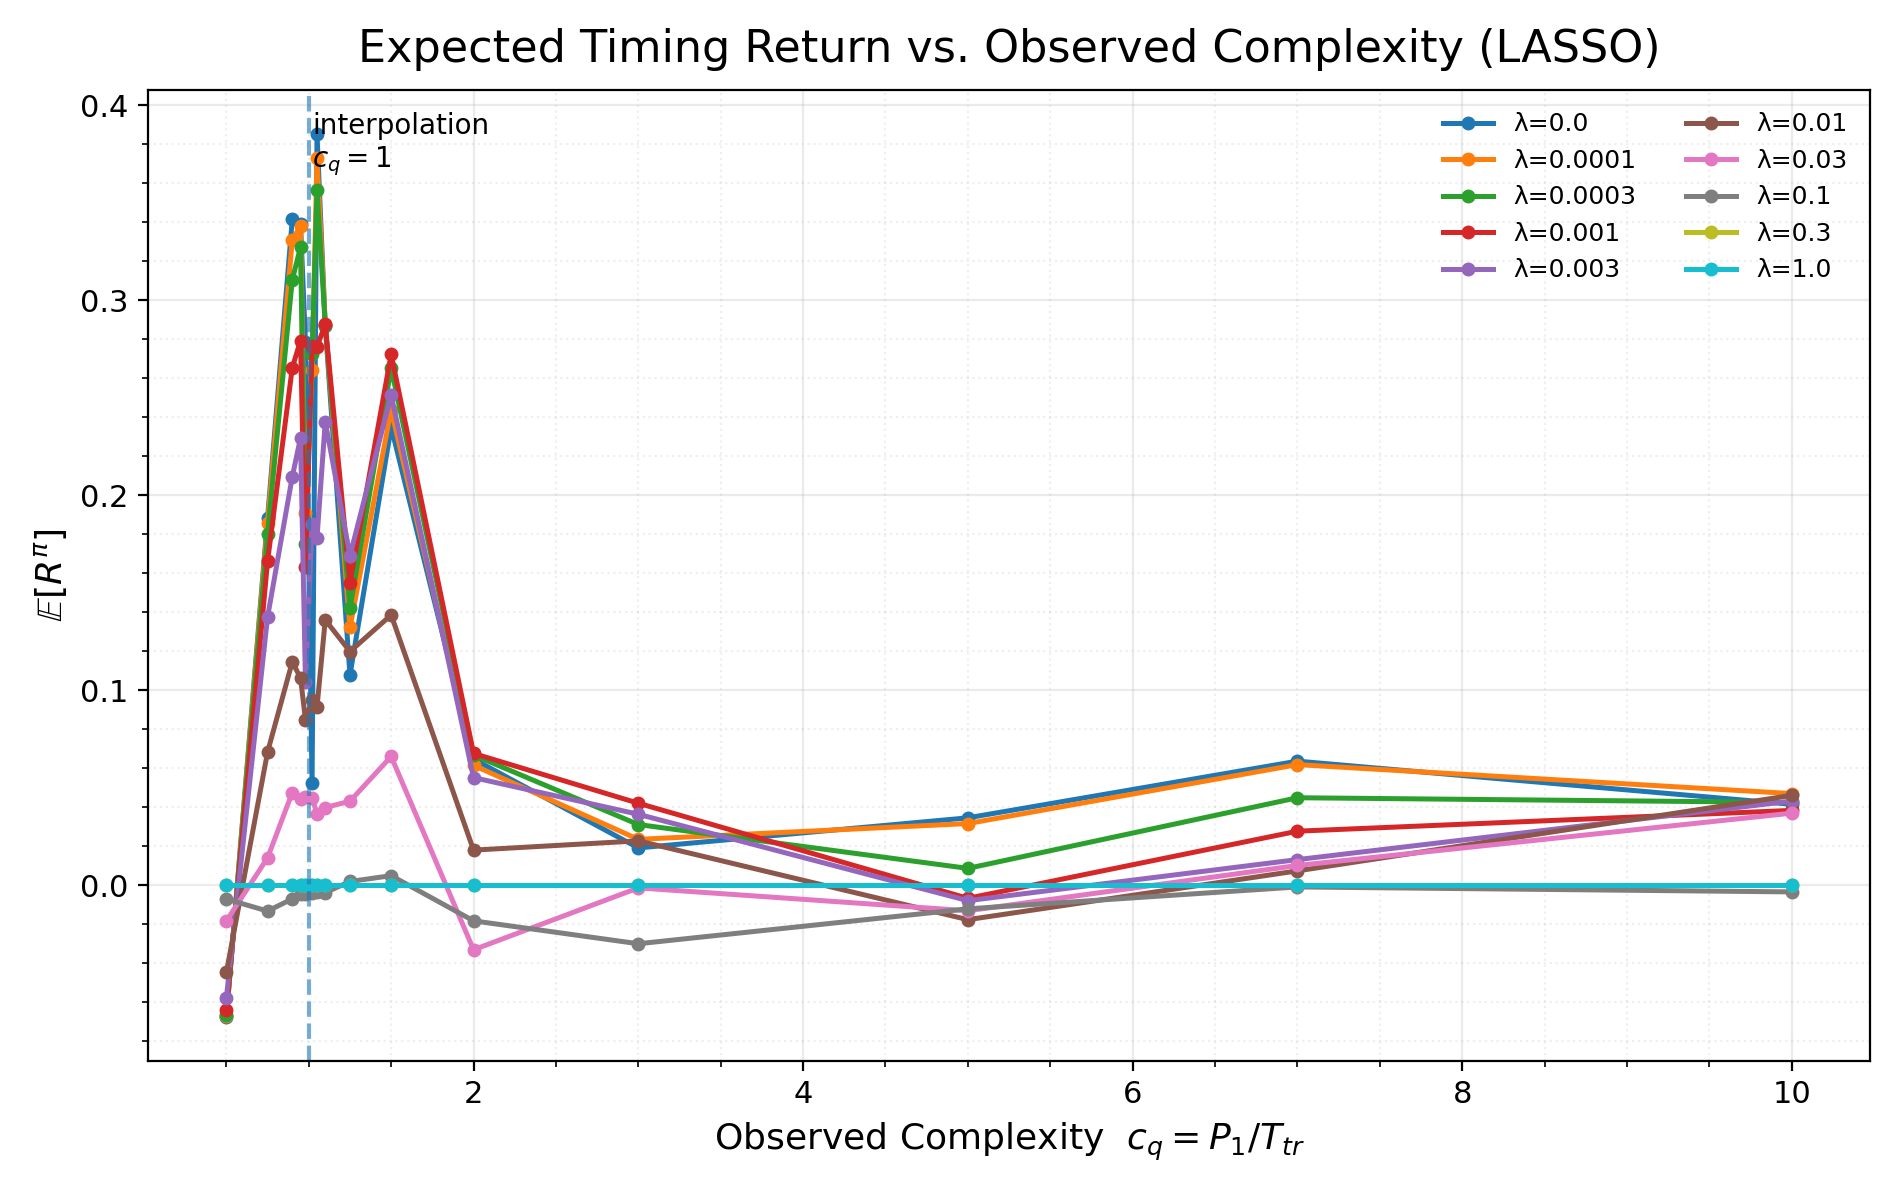 Expected Timing Return vs. Observed Complexity (LASSO)
0.4
0.3
0.2
0.1
0.0
𝔼[R^π]
interpolation
c_q = 1
λ=0.0
λ=0.0001
λ=0.0003
λ=0.001
λ=0.003
λ=0.01
λ=0.03
λ=0.1
λ=0.3
λ=1.0
2 4 6 8 10
Observed Complexity c_q = P_1/T_tr